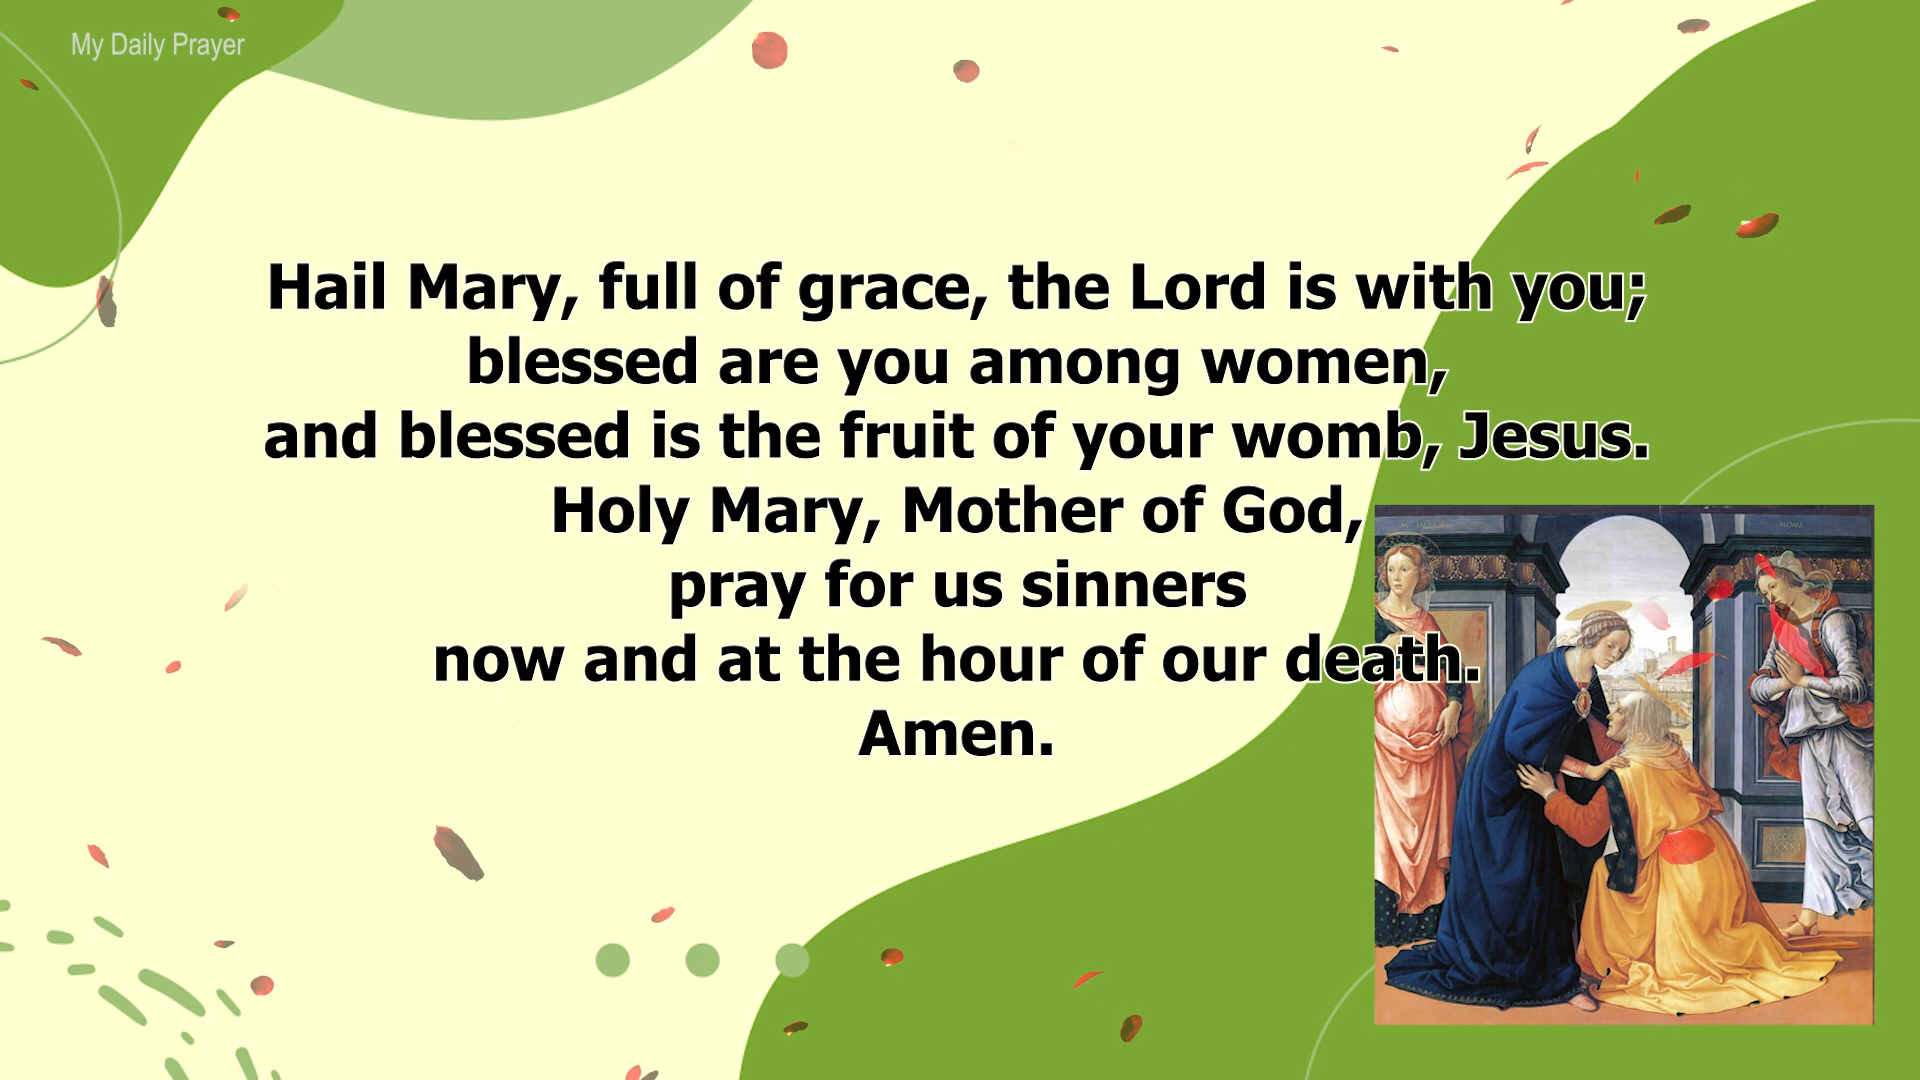 My Daily Prayer
Hail Mary, full of grace, the Lord is with you;
blessed are you among women,
and blessed is the fruit of your womb, Jesus.
Holy Mary, Mother of God,
pray for us sinners
now and at the hour of our death.
Amen.